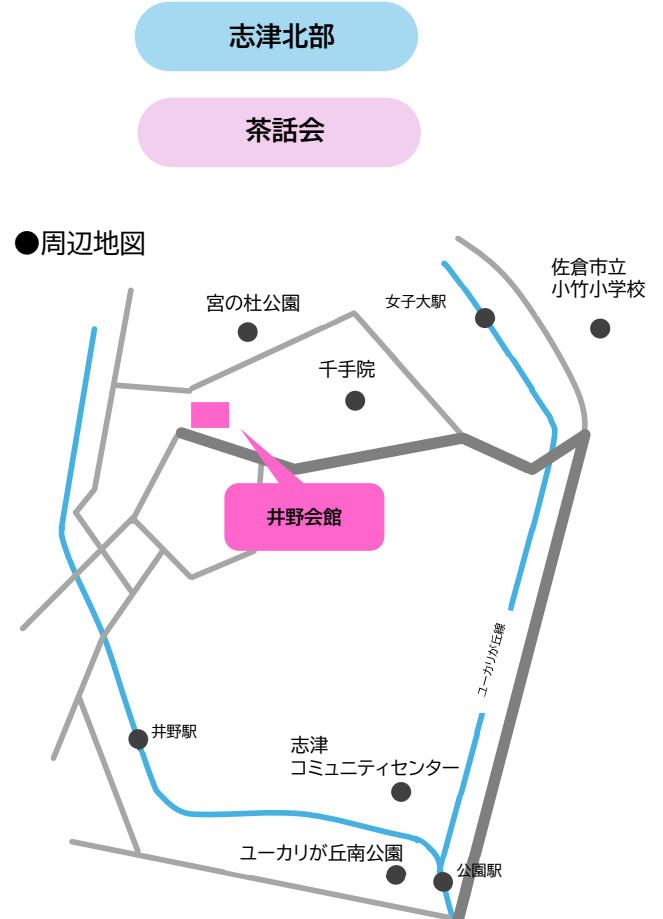 志津北部
茶話会
●周辺地図
佐倉市立
小竹小学校
宮の杜公園
女子大駅
千手院
井野会館
ユーカリが丘線
井野駅
志津
コミュニティセンター
ユーカリが丘南公園
公園駅